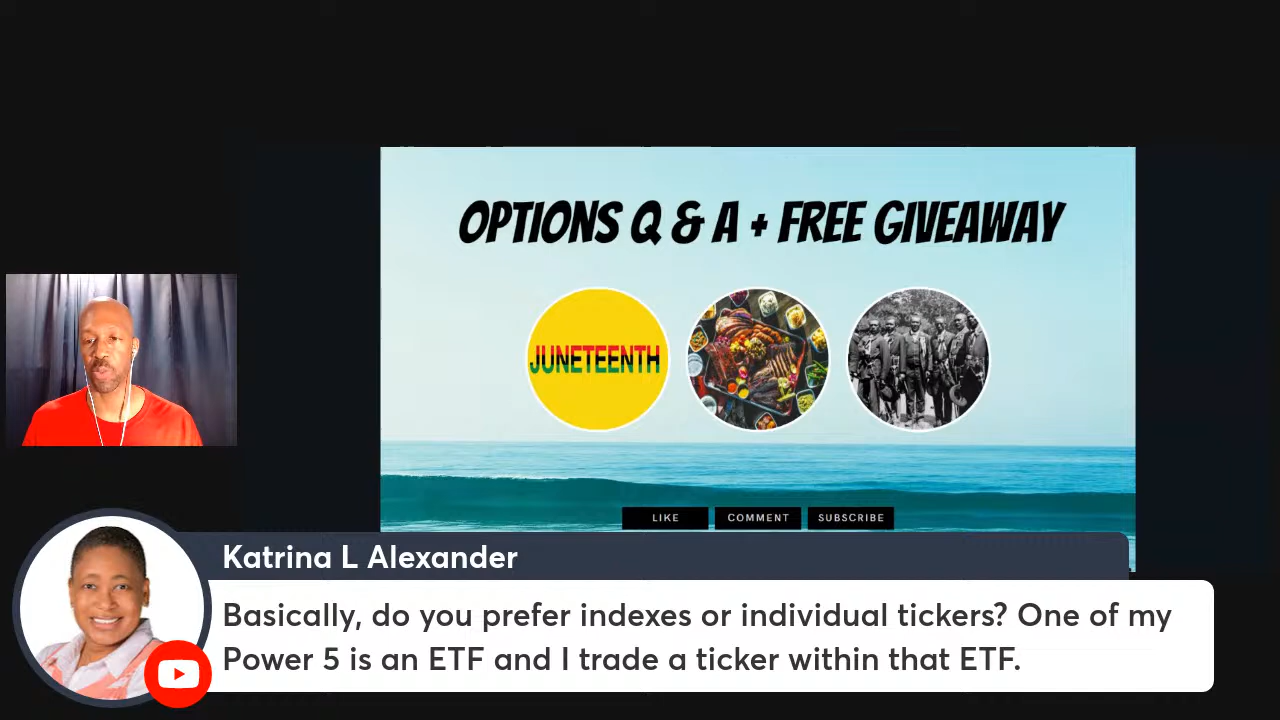 OPTIONS Q & A + FREE GIVEAWAY
JUNETEENTH
LIKE COMMENT SUBSCRIBE
Katrina L Alexander
Basically, do you prefer indexes or individual tickers? One of my
Power 5 is an ETF and I trade a ticker within that ETF.